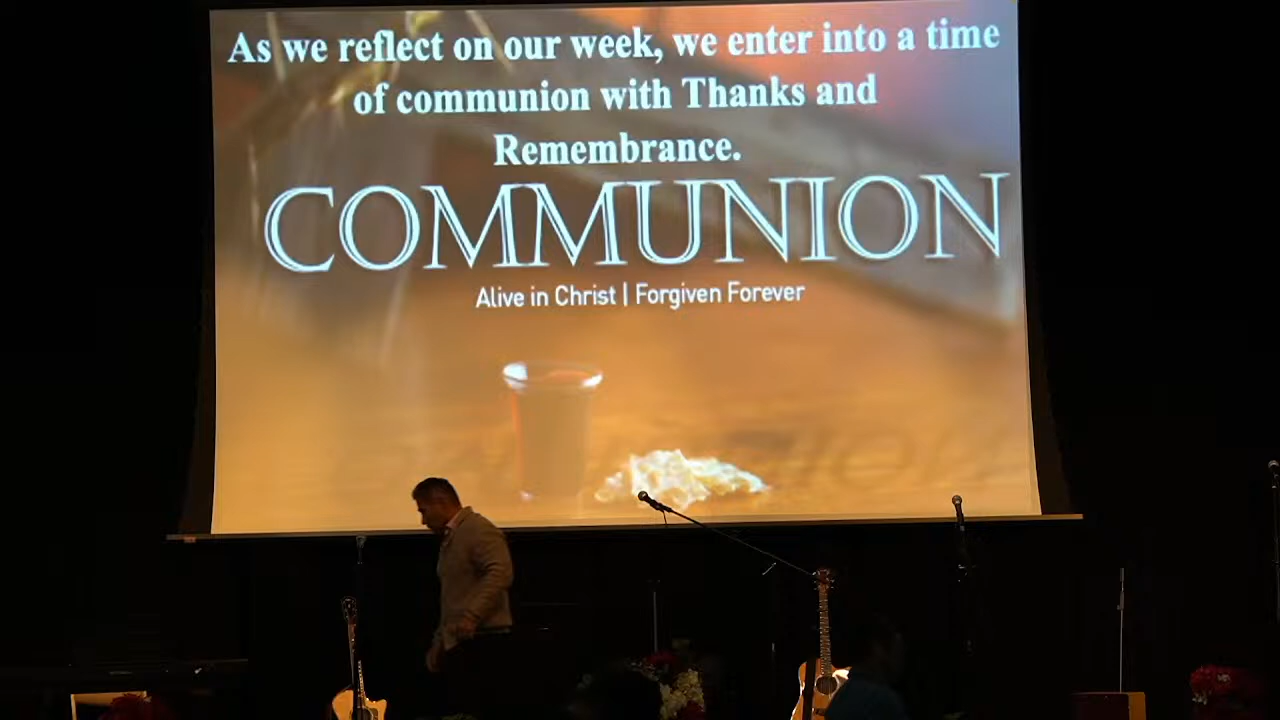 As we reflect on our week, we enter into a time
of communion with Thanks and
Remembrance.
COMMUNION
Alive in Christ | Forgiven Forever